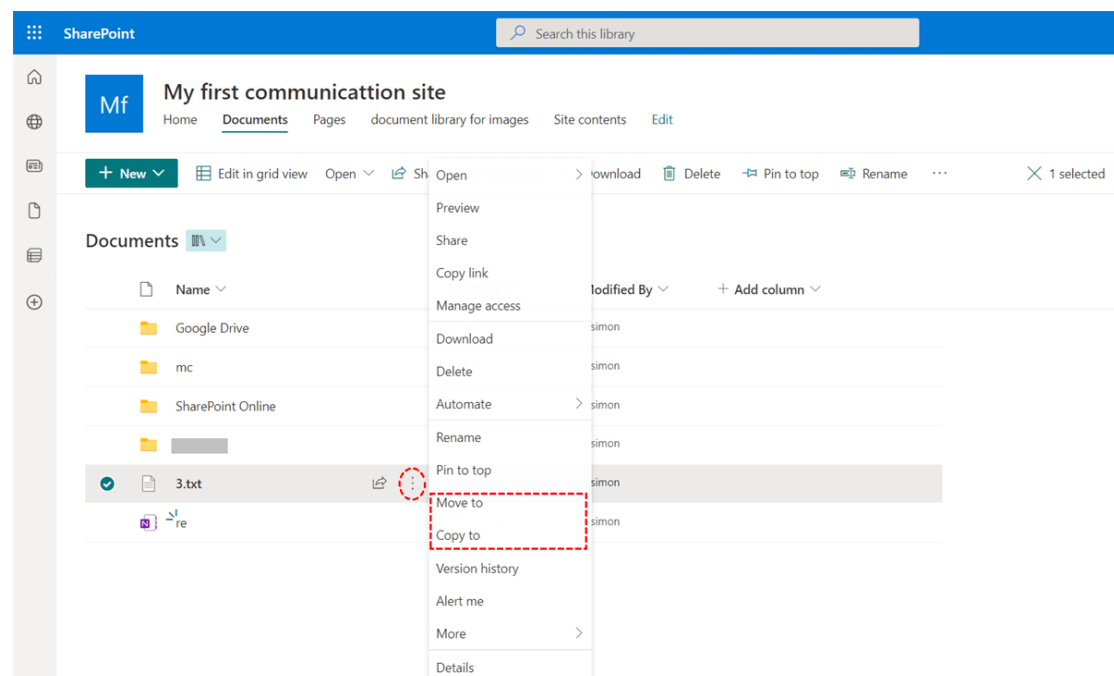 SharePoint
Search this library
Mf
My first communicattion site
Home Documents Pages document library for images Site contents Edit
+ New Edit in grid view Open Download Delete Pin to top Rename ... 1 selected
Documents
Name Modified By + Add column
Google Drive simon
mc simon
SharePoint Online simon
simon
3.txt simon
re simon
Open
Preview
Share
Copy link
Manage access
Download
Delete
Automate
Rename
Pin to top
Move to
Copy to
Version history
Alert me
More
Details